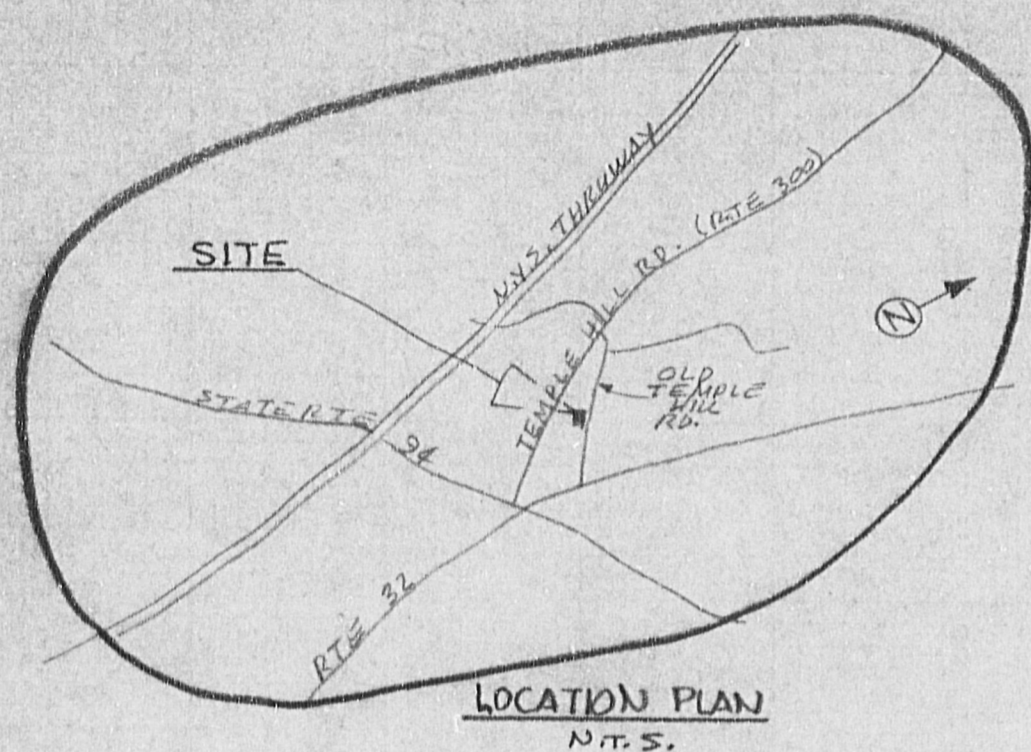 SITE
N.Y.S. THRUWAY
TEMPLE HILL RD. (RTE 300)
N
STATE RTE 94
OLD
TEMPLE
HILL
RD.
RTE 32
LOCATION PLAN
N.T.S.